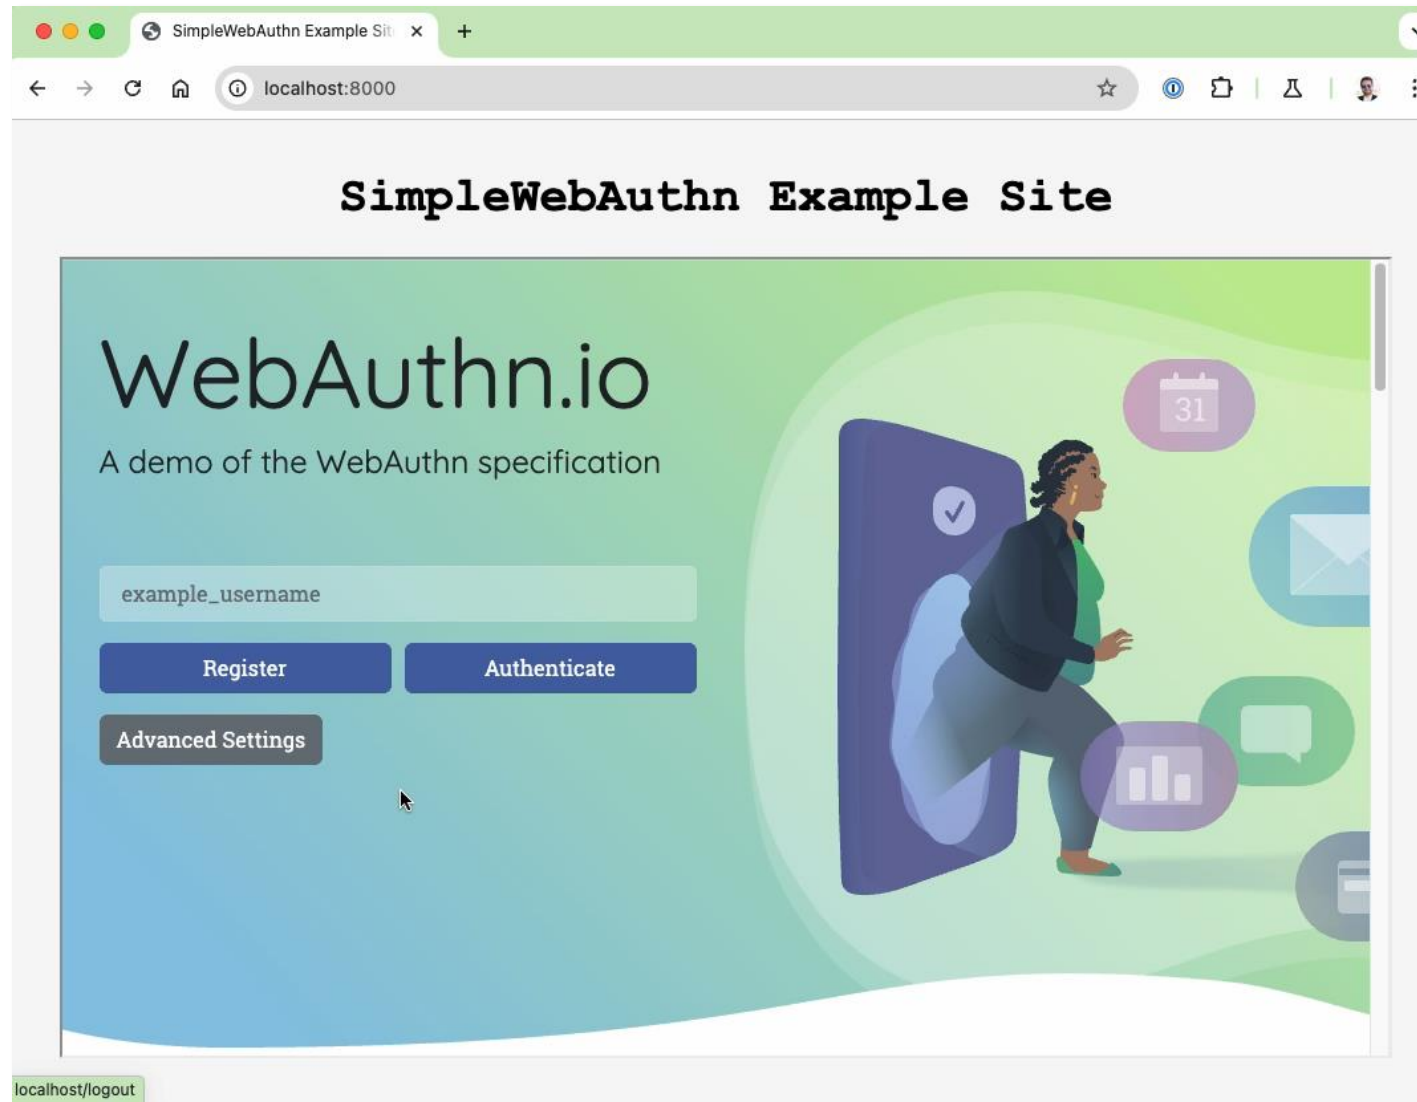 SimpleWebAuthn Example Sit
localhost:8000
SimpleWebAuthn Example Site
WebAuthn.io
A demo of the WebAuthn specification
31
example_username
Register
Authenticate
Advanced Settings
localhost/logout